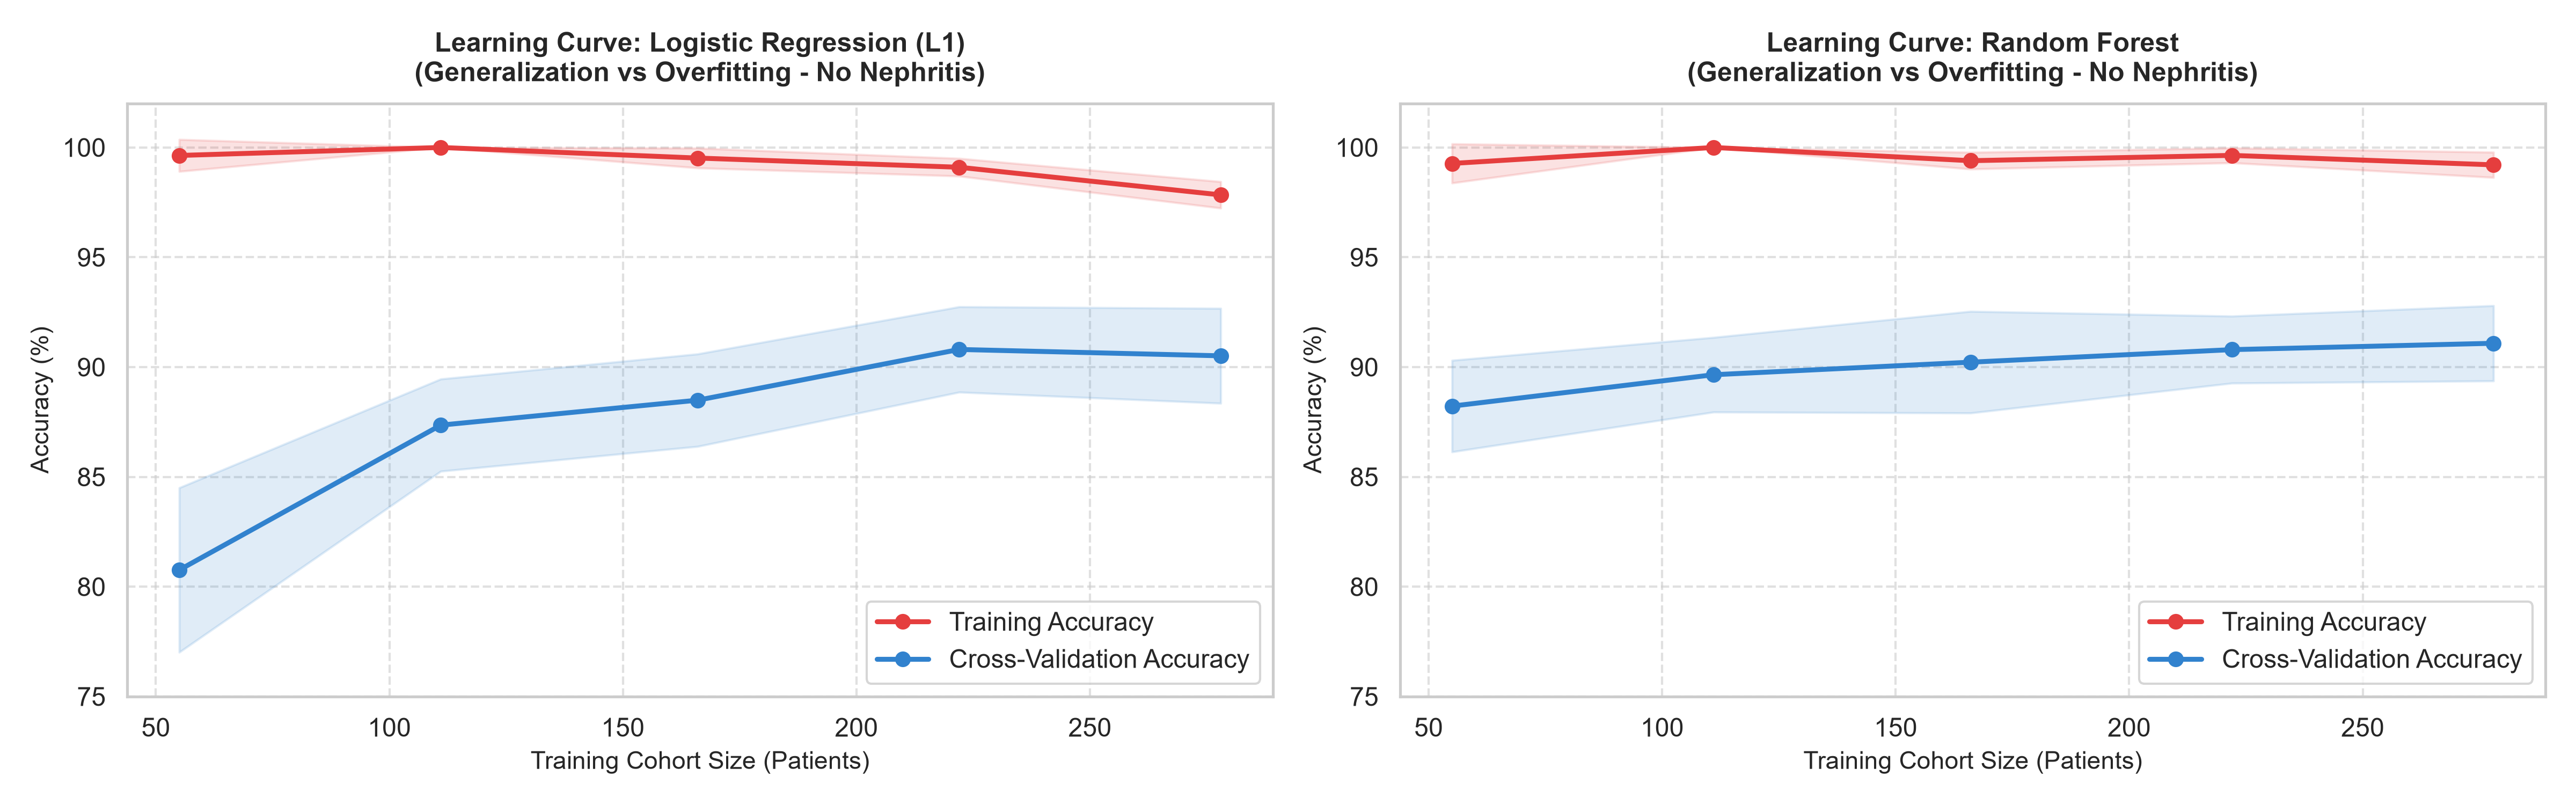 Learning Curve: Logistic Regression (L1)
(Generalization vs Overfitting - No Nephritis)
Accuracy (%)
100
95
90
85
80
75
50
100
150
200
250
Training Cohort Size (Patients)
Training Accuracy
Cross-Validation Accuracy
Learning Curve: Random Forest
(Generalization vs Overfitting - No Nephritis)
Accuracy (%)
100
95
90
85
80
75
50
100
150
200
250
Training Cohort Size (Patients)
Training Accuracy
Cross-Validation Accuracy